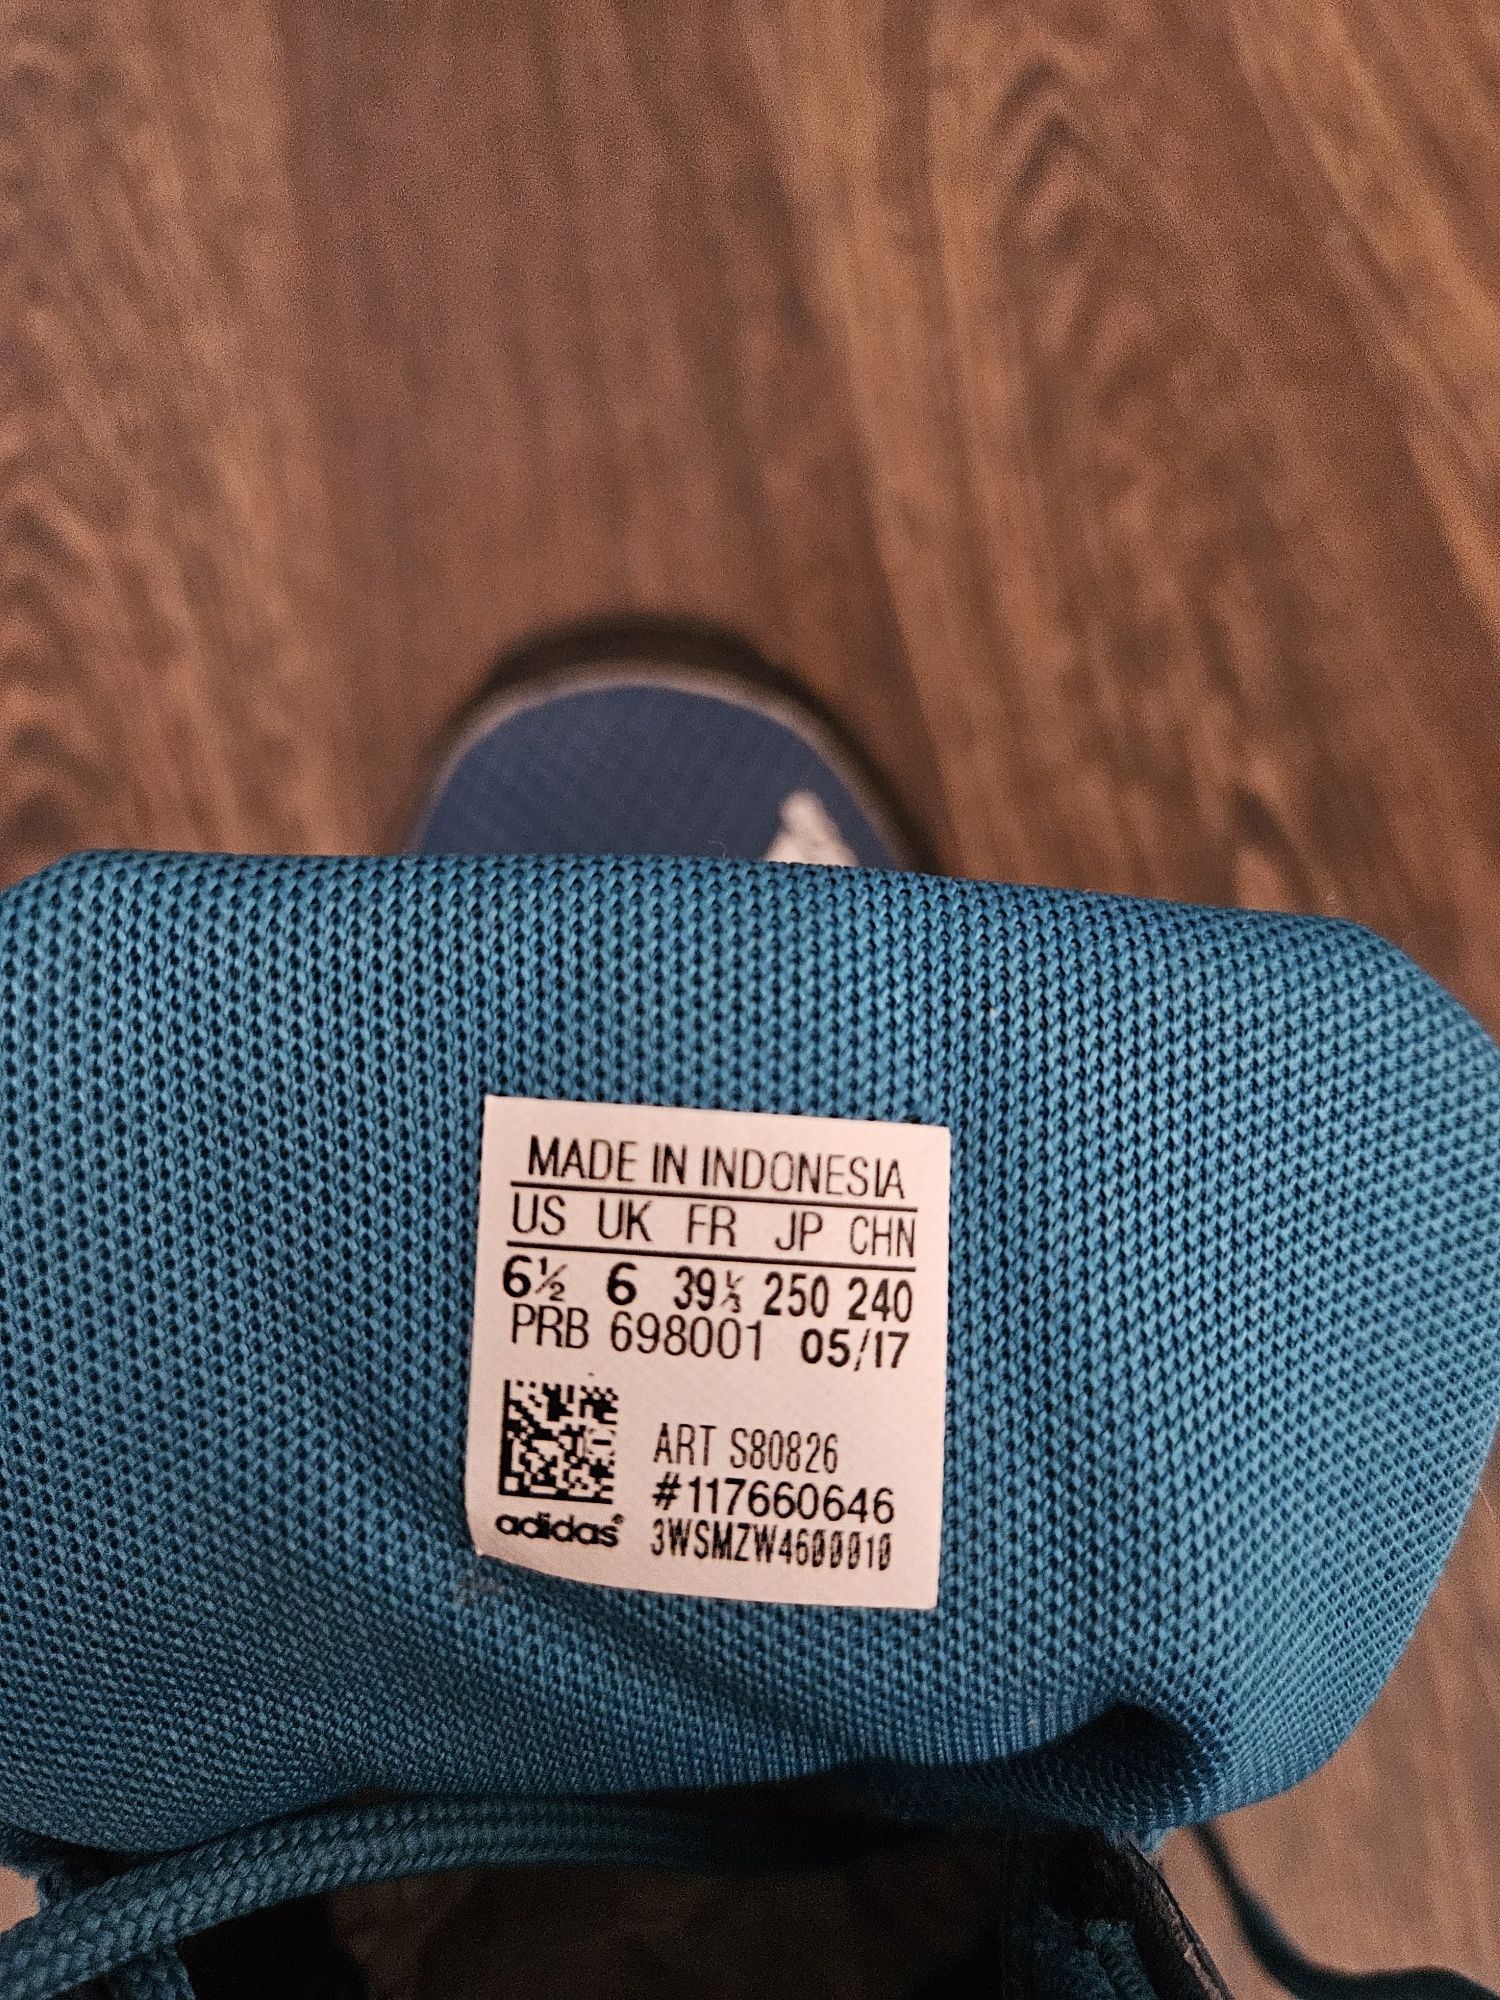 MADE IN INDONESIA
US UK FR JP CHN
6½ 6 39⅓ 250 240
PRB 698001 05/17
ART S80826
#117660646
adidas® 3WSMZW4600010